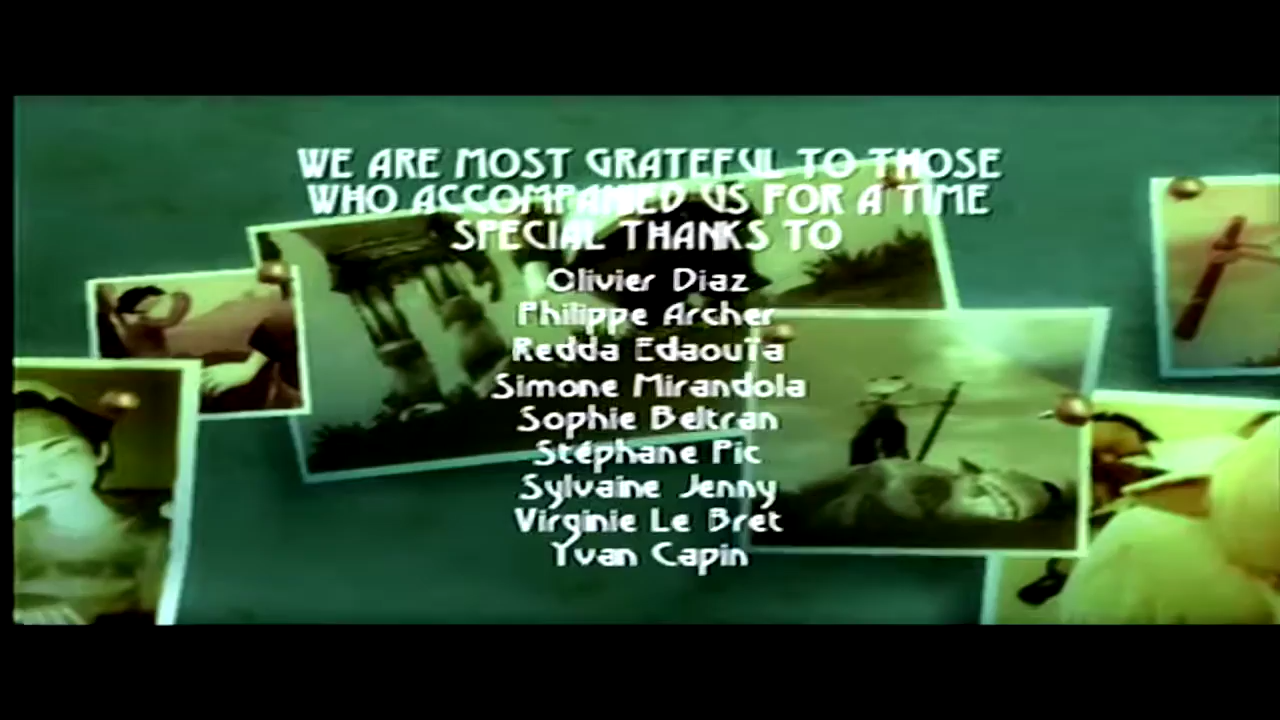 WE ARE MOST GRATEFUL TO THOSE
WHO ACCOMPANIED US FOR A TIME
SPECIAL THANKS TO
Olivier Diaz
Philippe Archer
Redda Edaoufa
Simone Mirandola
Sophie Beltran
Stéphane Pic
Sylvaine Jenny
Virginie Le Bret
Yvan Capin